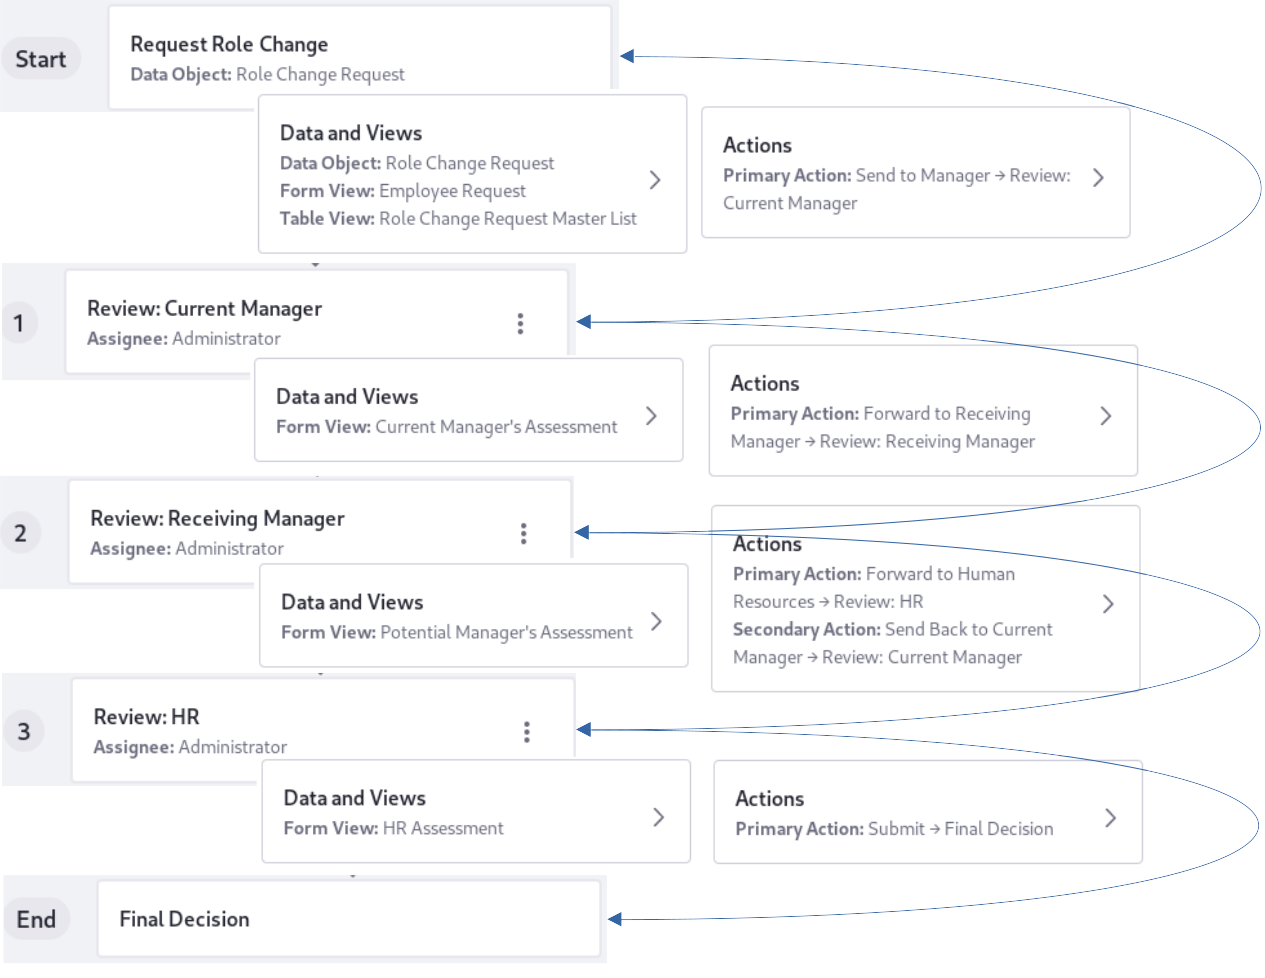 Start
Request Role Change
Data Object: Role Change Request
Data and Views
Data Object: Role Change Request
Form View: Employee Request
Table View: Role Change Request Master List
Actions
Primary Action: Send to Manager → Review:
Current Manager
1
Review: Current Manager
Assignee: Administrator
Data and Views
Form View: Current Manager's Assessment
Actions
Primary Action: Forward to Receiving
Manager → Review: Receiving Manager
2
Review: Receiving Manager
Assignee: Administrator
Data and Views
Form View: Potential Manager's Assessment
Actions
Primary Action: Forward to Human
Resources → Review: HR
Secondary Action: Send Back to Current
Manager → Review: Current Manager
3
Review: HR
Assignee: Administrator
Data and Views
Form View: HR Assessment
Actions
Primary Action: Submit → Final Decision
End
Final Decision